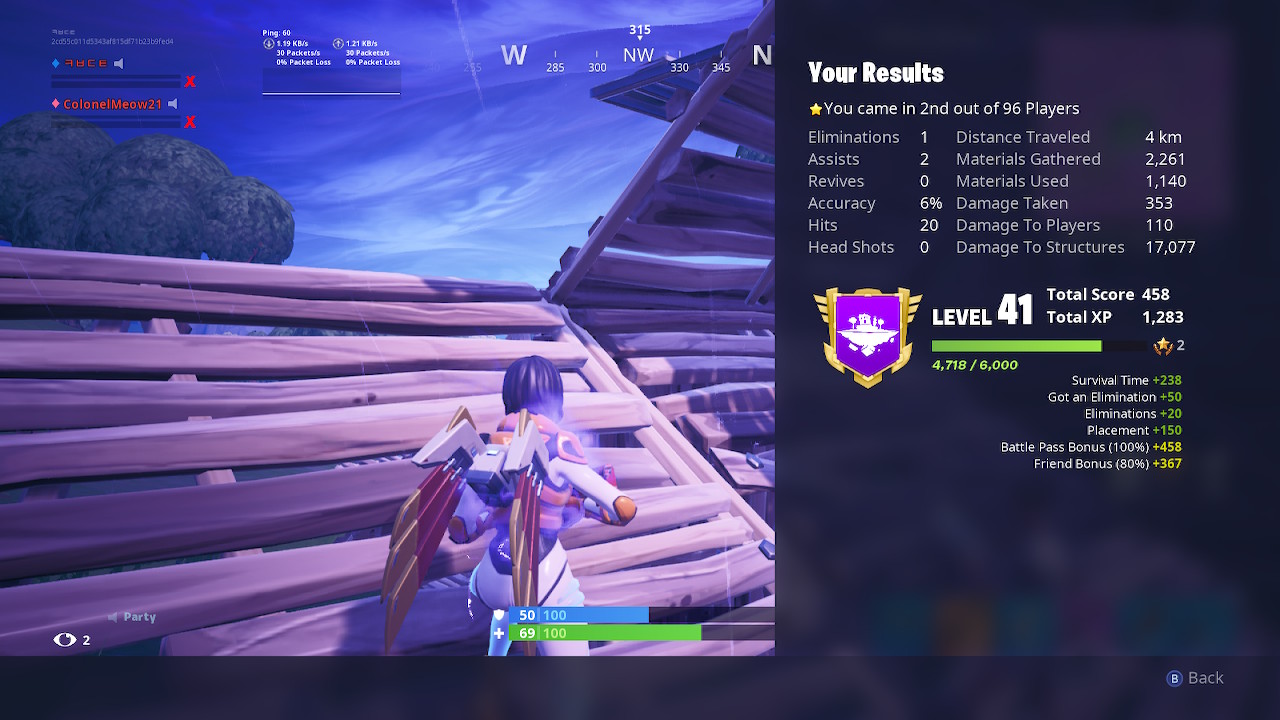 2cd55c011d5343af815df71b23b9fed4
ColonelMeow21
Ping: 60
1.19 KB/s 1.21 KB/s
30 Packets/s 30 Packets/s
0% Packet Loss 0% Packet Loss
315
255 W 285 300 NW 330 345 N
Party
2
50 100
69 100
Your Results
You came in 2nd out of 96 Players
Eliminations 1 Distance Traveled 4 km
Assists 2 Materials Gathered 2,261
Revives 0 Materials Used 1,140
Accuracy 6% Damage Taken 353
Hits 20 Damage To Players 110
Head Shots 0 Damage To Structures 17,077
LEVEL 41
Total Score 458
Total XP 1,283
2
4,718 / 6,000
Survival Time +238
Got an Elimination +50
Eliminations +20
Placement +150
Battle Pass Bonus (100%) +458
Friend Bonus (80%) +367
B Back